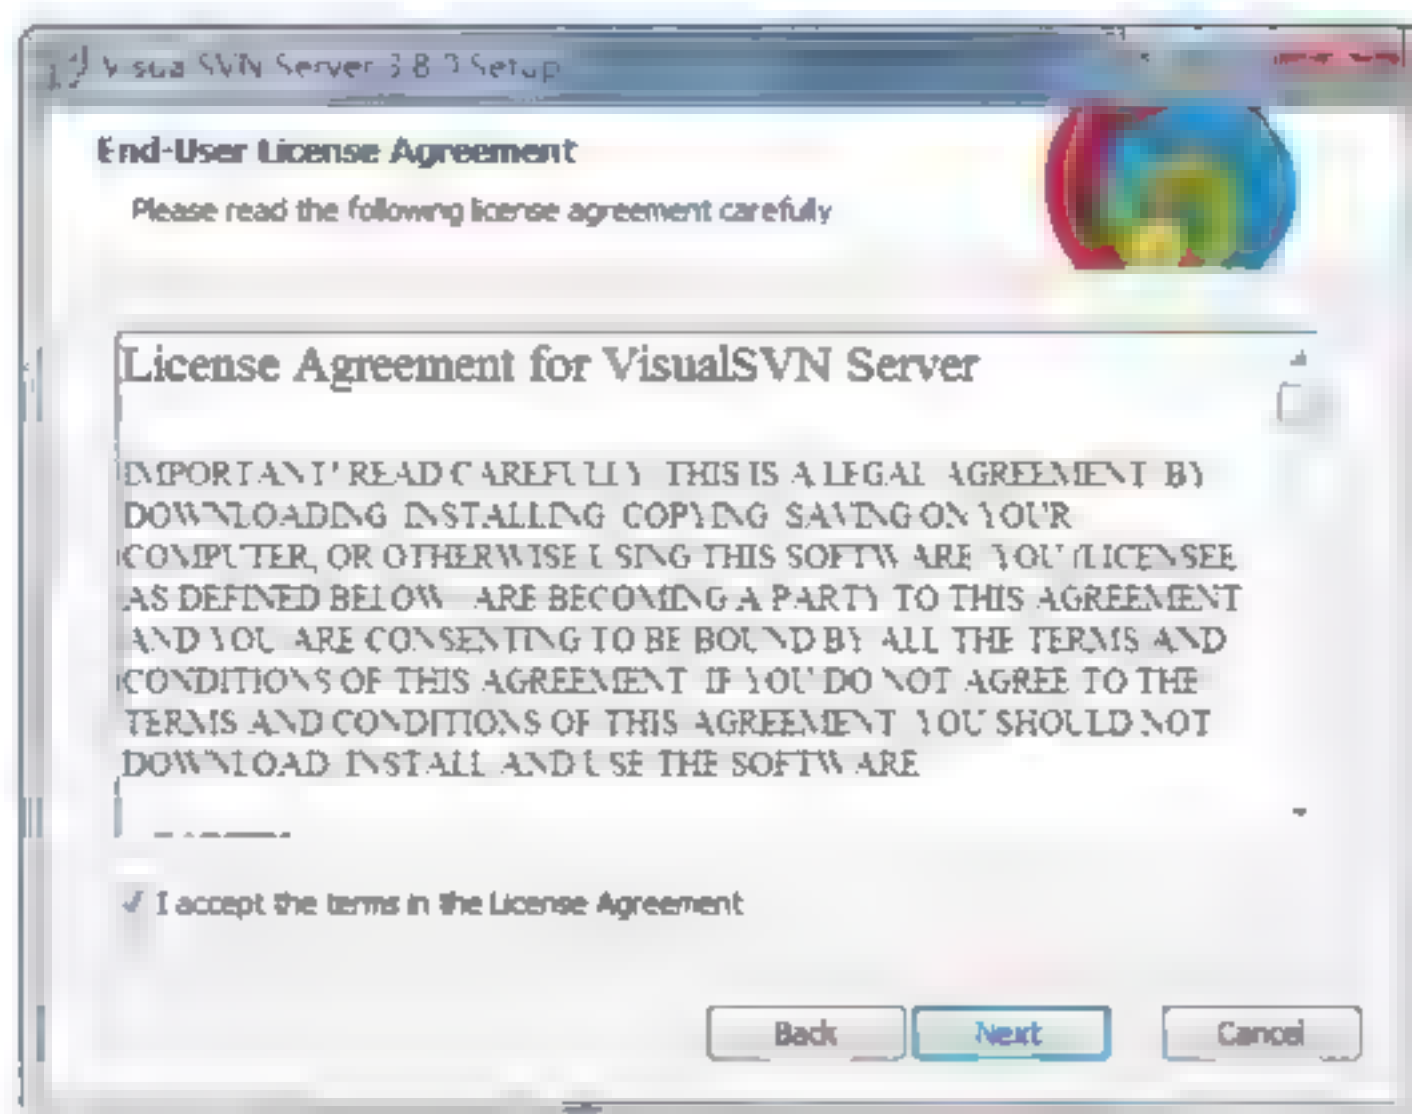 VisualSVN Server 3.8.0 Setup
End-User License Agreement
Please read the following license agreement carefully
License Agreement for VisualSVN Server
IMPORTANT! READ CAREFULLY. THIS IS A LEGAL AGREEMENT. BY
DOWNLOADING, INSTALLING, COPYING, SAVING ON YOUR
COMPUTER, OR OTHERWISE USING THIS SOFTWARE, YOU (LICENSEE,
AS DEFINED BELOW) ARE BECOMING A PARTY TO THIS AGREEMENT
AND YOU ARE CONSENTING TO BE BOUND BY ALL THE TERMS AND
CONDITIONS OF THIS AGREEMENT. IF YOU DO NOT AGREE TO THE
TERMS AND CONDITIONS OF THIS AGREEMENT, YOU SHOULD NOT
DOWNLOAD, INSTALL AND USE THE SOFTWARE.
I accept the terms in the License Agreement
Back
Next
Cancel